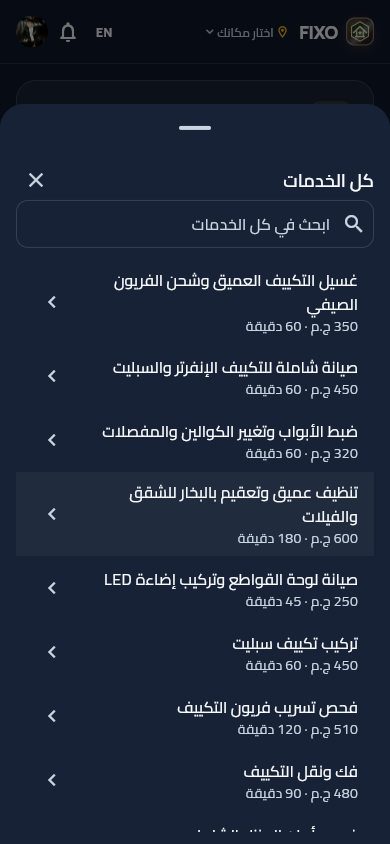 FIXO
اختار مكانك
EN
كل الخدمات
ابحث في كل الخدمات
غسيل التكييف العميق وشحن الفريون
الصيفي
350 ج.م · 60 دقيقة
صيانة شاملة للتكييف الإنفرتر والسبليت
450 ج.م · 60 دقيقة
ضبط الأبواب وتغيير الكوالين والمفصلات
320 ج.م · 60 دقيقة
تنظيف عميق وتعقيم بالبخار للشقق
والفيلات
600 ج.م · 180 دقيقة
صيانة لوحة القواطع وتركيب إضاءة LED
250 ج.م · 45 دقيقة
تركيب تكييف سبليت
450 ج.م · 60 دقيقة
فحص تسريب فريون التكييف
510 ج.م · 120 دقيقة
فك ونقل التكييف
480 ج.م · 90 دقيقة